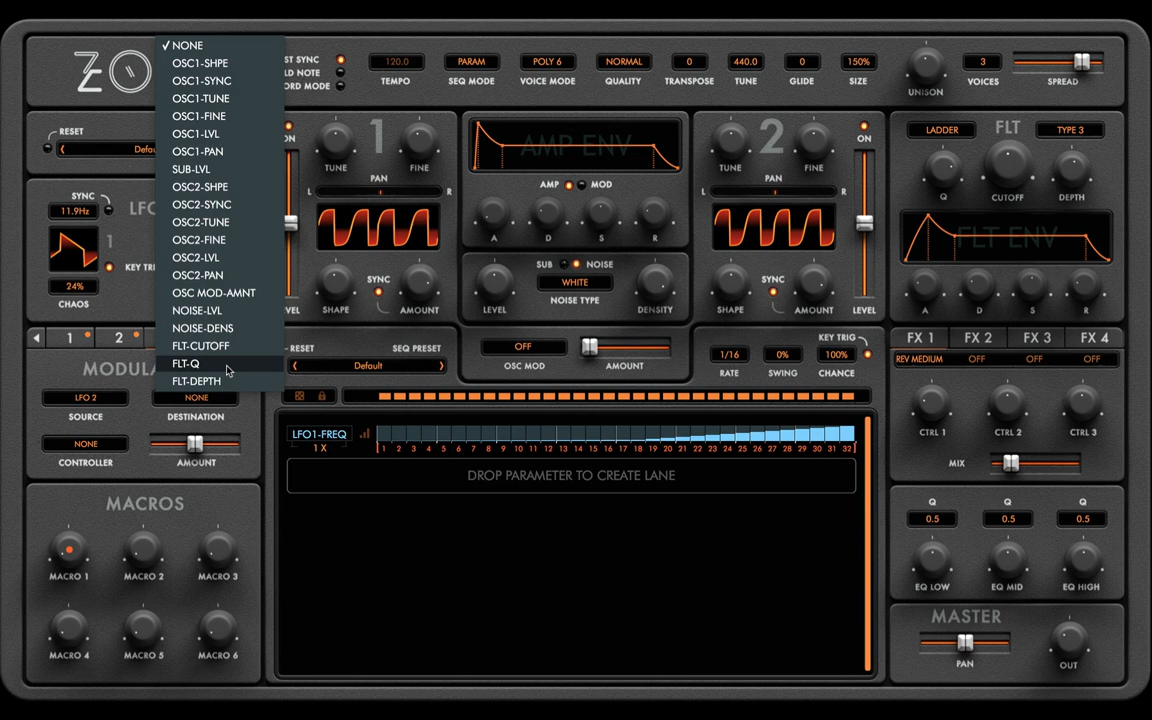 ✓ NONE
OSC1-SHPE
OSC1-SYNC
OSC1-TUNE
OSC1-FINE
OSC1-LVL
OSC1-PAN
SUB-LVL
OSC2-SHPE
OSC2-SYNC
OSC2-TUNE
OSC2-FINE
OSC2-LVL
OSC2-PAN
OSC MOD-AMNT
NOISE-LVL
NOISE-DENS
FLT-CUTOFF
FLT-Q
FLT-DEPTH
120.0 PARAM POLY 6 NORMAL 0 440.0 0 150% 3
TEMPO SEQ MODE VOICE MODE QUALITY TRANSPOSE TUNE GLIDE SIZE UNISON VOICES SPREAD
SYNC
NOTE
MODE
RESET
SYNC
11.9Hz
1
24%
CHAOS
ON
1
TUNE FINE
PAN
L R
SYNC
SHAPE AMOUNT
AMP ENV
AMP MOD
A D S R
SUB NOISE
WHITE
LEVEL NOISE TYPE DENSITY
OFF
OSC MOD AMOUNT
2
ON
TUNE FINE
PAN
L R
SYNC
SHAPE AMOUNT LEVEL
LADDER FLT TYPE 3
Q CUTOFF DEPTH
FLT ENV
A D S R
1 2
LFO 2 NONE
SOURCE DESTINATION
NONE
CONTROLLER AMOUNT
RESET SEQ PRESET
Default
KEY TRIG
1/16 0% 100%
RATE SWING CHANCE
LFO1-FREQ
1 X
1 2 3 4 5 6 7 8 9 10 11 12 13 14 15 16 17 18 19 20 21 22 23 24 25 26 27 28 29 30 31 32
DROP PARAMETER TO CREATE LANE
FX 1 FX 2 FX 3 FX 4
REV MEDIUM OFF OFF OFF
CTRL 1 CTRL 2 CTRL 3
MIX
Q Q Q
0.5 0.5 0.5
EQ LOW EQ MID EQ HIGH
MASTER
PAN OUT
MACROS
MACRO 1 MACRO 2 MACRO 3
MACRO 4 MACRO 5 MACRO 6